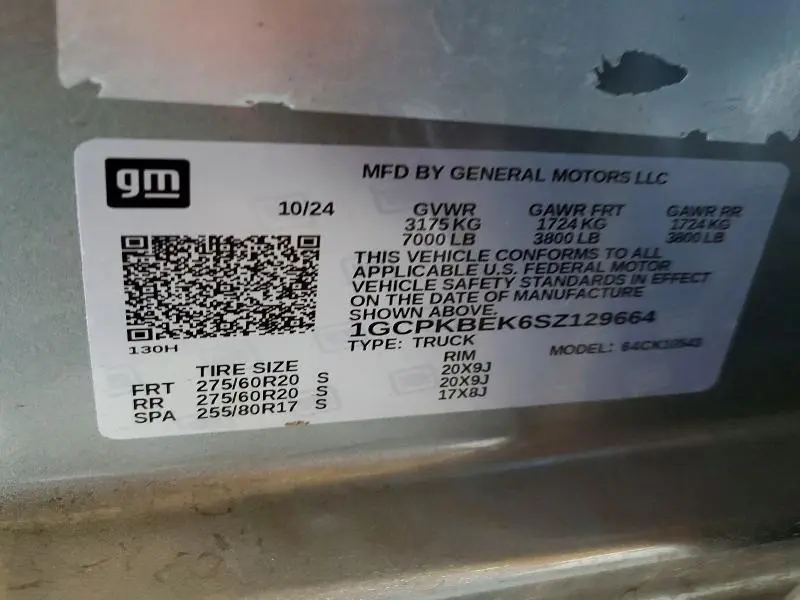 gm
MFD BY GENERAL MOTORS LLC
10/24 GVWR GAWR FRT GAWR RR
3175 KG 1724 KG 1724 KG
7000 LB 3800 LB 3800 LB
THIS VEHICLE CONFORMS TO ALL
APPLICABLE U.S. FEDERAL MOTOR
VEHICLE SAFETY STANDARDS IN EFFECT
ON THE DATE OF MANUFACTURE
SHOWN ABOVE.
1GCPKBEK6SZ129664
130H
TYPE: TRUCK MODEL:
TIRE SIZE RIM
FRT 275/60R20 S 20X9J
RR 275/60R20 S 20X9J
SPA 255/80R17 S 17X8J